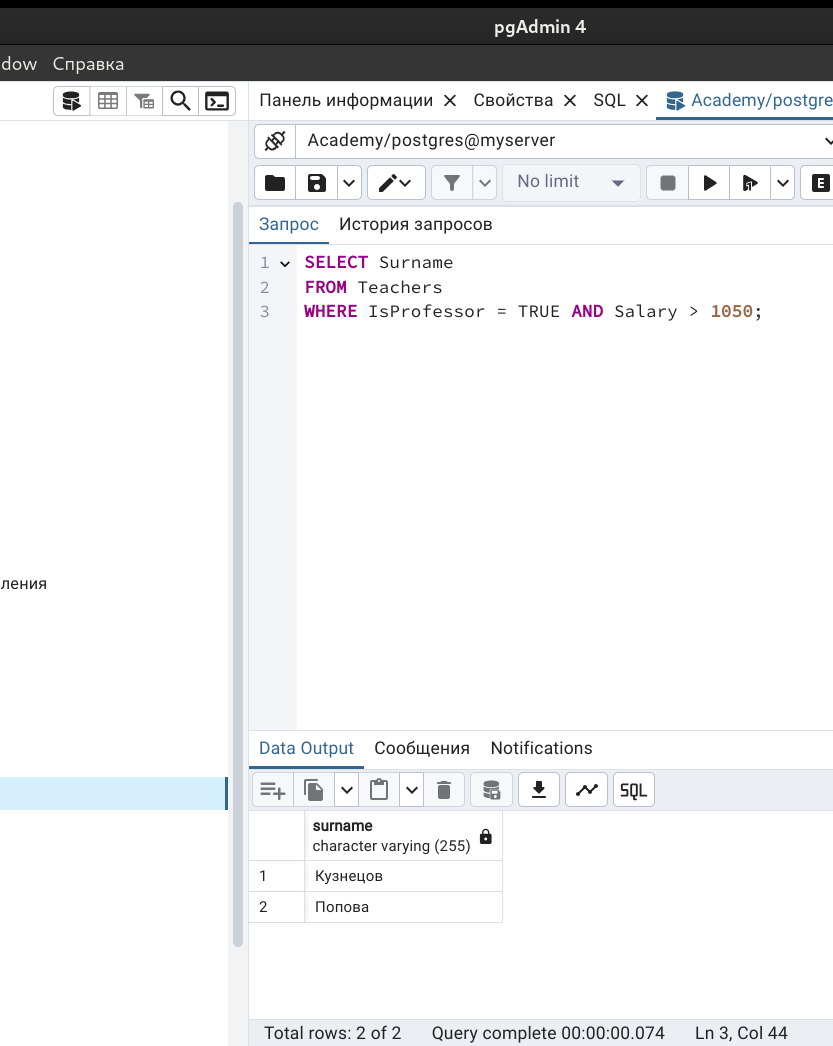 pgAdmin 4
dow Справка
Панель информации Свойства SQL Academy/postgre
Academy/postgres@myserver
No limit E
Запрос История запросов
1 SELECT Surname
2 FROM Teachers
3 WHERE IsProfessor = TRUE AND Salary > 1050;
ления
Data Output Сообщения Notifications
SQL
surname
character varying (255)
1 Кузнецов
2 Попова
Total rows: 2 of 2 Query complete 00:00:00.074 Ln 3, Col 44